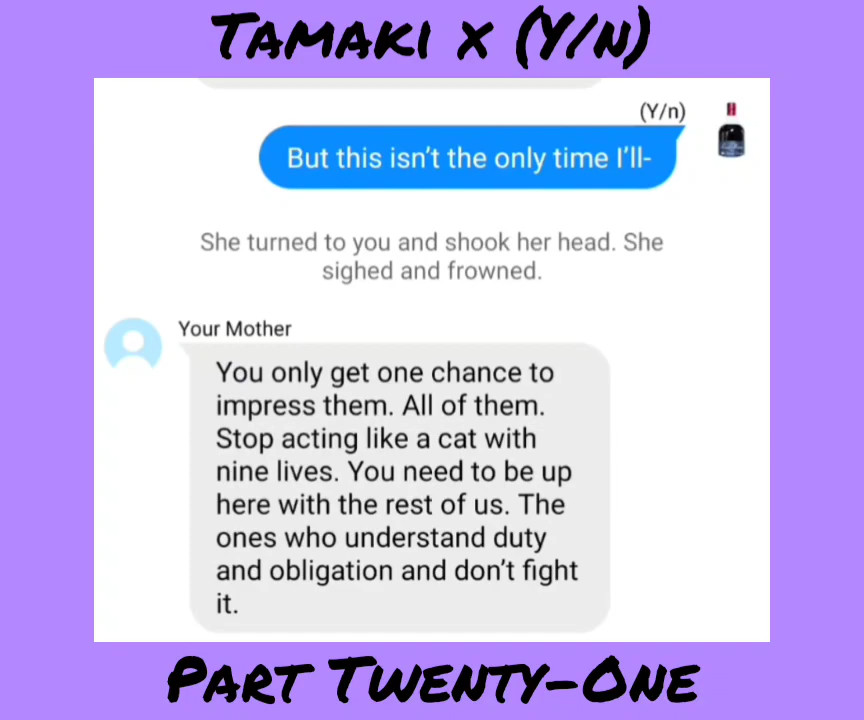 Tamaki x (Y/n)
(Y/n)
But this isn't the only time I'll-
She turned to you and shook her head. She
sighed and frowned.
Your Mother
You only get one chance to
impress them. All of them.
Stop acting like a cat with
nine lives. You need to be up
here with the rest of us. The
ones who understand duty
and obligation and don't fight
it.
Part Twenty-One